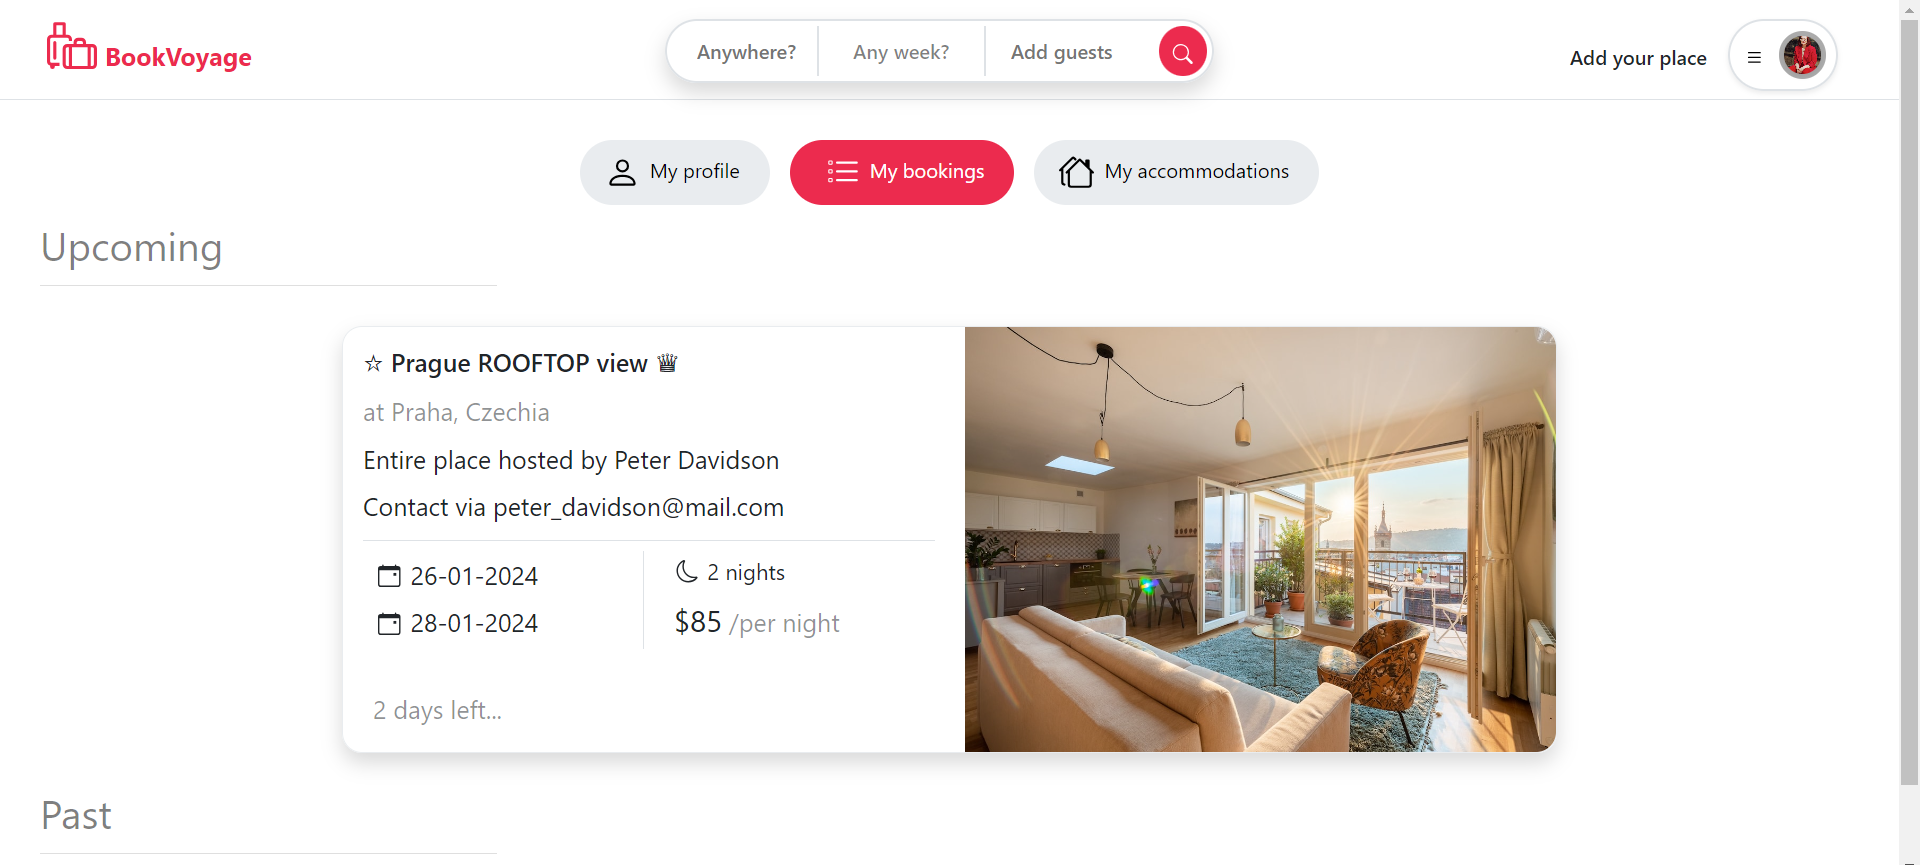 BookVoyage
Anywhere?
Any week?
Add guests
Add your place
My profile
My bookings
My accommodations
Upcoming
☆ Prague ROOFTOP view ♛
at Praha, Czechia
Entire place hosted by Peter Davidson
Contact via peter_davidson@mail.com
26-01-2024
28-01-2024
2 nights
$85 /per night
2 days left...
Past